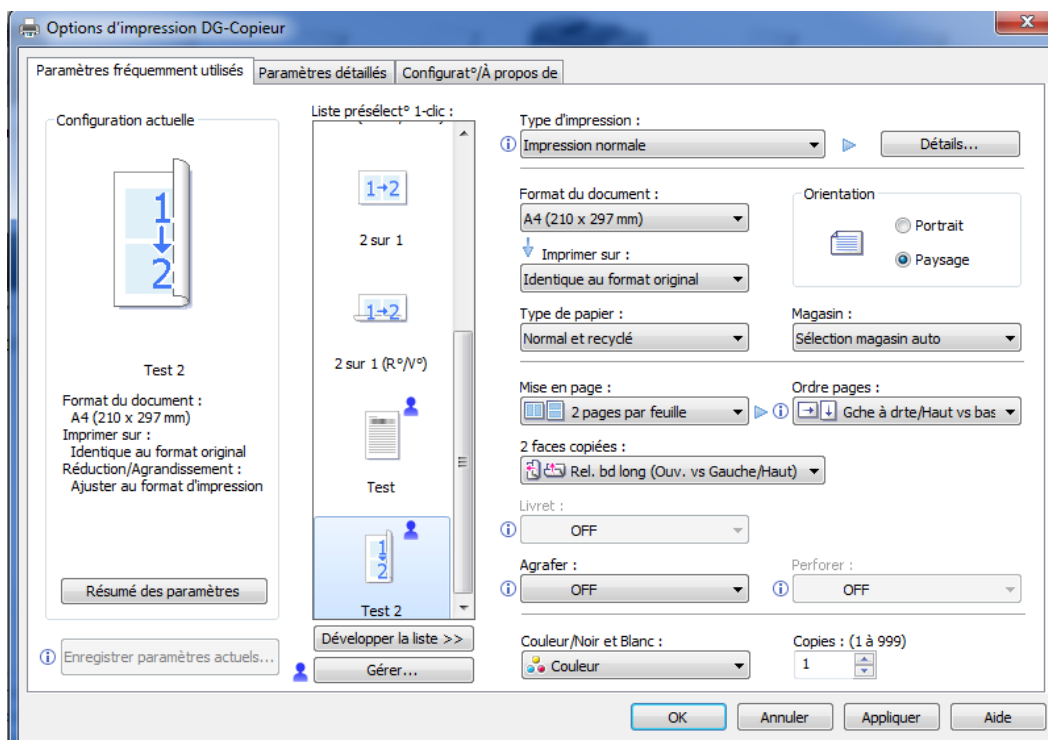 Options d'impression DG-Copieur
x
Paramètres fréquemment utilisés
Paramètres détaillés
Configurat°/À propos de
Configuration actuelle
1
2
Test 2
Format du document :
A4 (210 x 297 mm)
Imprimer sur :
Identique au format original
Réduction/Agrandissement :
Ajuster au format d'impression
Résumé des paramètres
Enregistrer paramètres actuels...
Liste présélect° 1-clic :
1→2
2 sur 1
1→2
2 sur 1 (R°/V°)
Test
1
2
Test 2
Développer la liste >>
Gérer...
Type d'impression :
Impression normale
Détails...
Format du document :
A4 (210 x 297 mm)
Imprimer sur :
Identique au format original
Orientation
Portrait
Paysage
Type de papier :
Normal et recyclé
Magasin :
Sélection magasin auto
Mise en page :
2 pages par feuille
Ordre pages :
Gche à drte/Haut vs bas
2 faces copiées :
Rel. bd long (Ouv. vs Gauche/Haut)
Livret :
OFF
Agrafer :
OFF
Perforer :
OFF
Couleur/Noir et Blanc :
Couleur
Copies : (1 à 999)
1
OK
Annuler
Appliquer
Aide